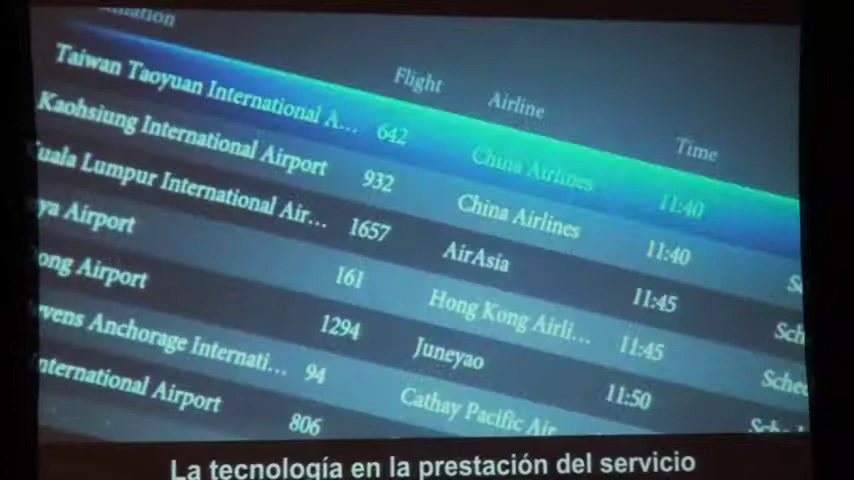 Flight Airline Time
Taiwan Taoyuan International A... 642 China Airlines 11:40
Kaohsiung International Airport 932 China Airlines 11:40
Kuala Lumpur International Air... 1657 AirAsia 11:45
Airport 161 Hong Kong Airli... 11:45
Airport 1294 Juneyao 11:50
Anchorage Internati... 94 Cathay Pacific Air
International Airport 806
La tecnología en la prestación del servicio